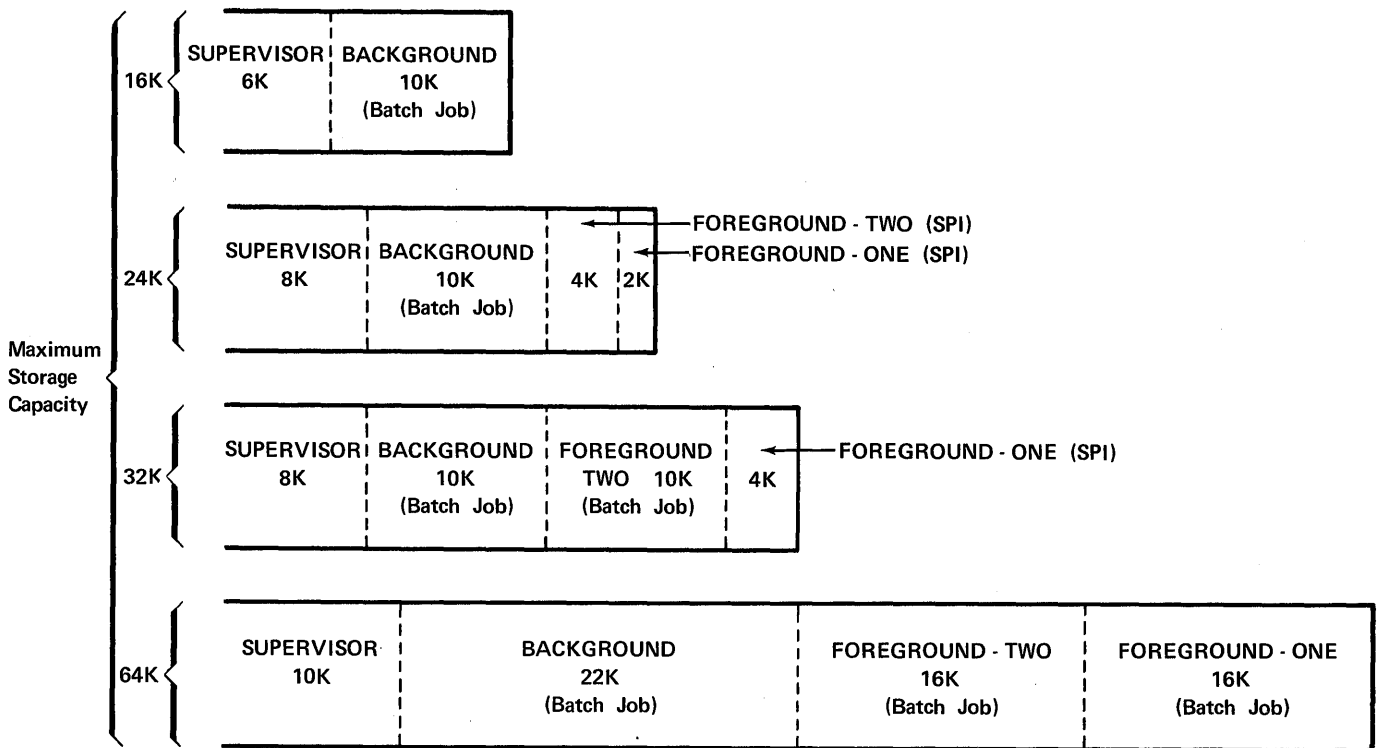 Maximum
Storage
Capacity
16K
SUPERVISOR
6K
BACKGROUND
10K
(Batch Job)
24K
SUPERVISOR
8K
BACKGROUND
10K
(Batch Job)
4K
2K
FOREGROUND - TWO (SPI)
FOREGROUND - ONE (SPI)
32K
SUPERVISOR
8K
BACKGROUND
10K
(Batch Job)
FOREGROUND
TWO 10K
(Batch Job)
4K
FOREGROUND - ONE (SPI)
64K
SUPERVISOR
10K
BACKGROUND
22K
(Batch Job)
FOREGROUND - TWO
16K
(Batch Job)
FOREGROUND - ONE
16K
(Batch Job)